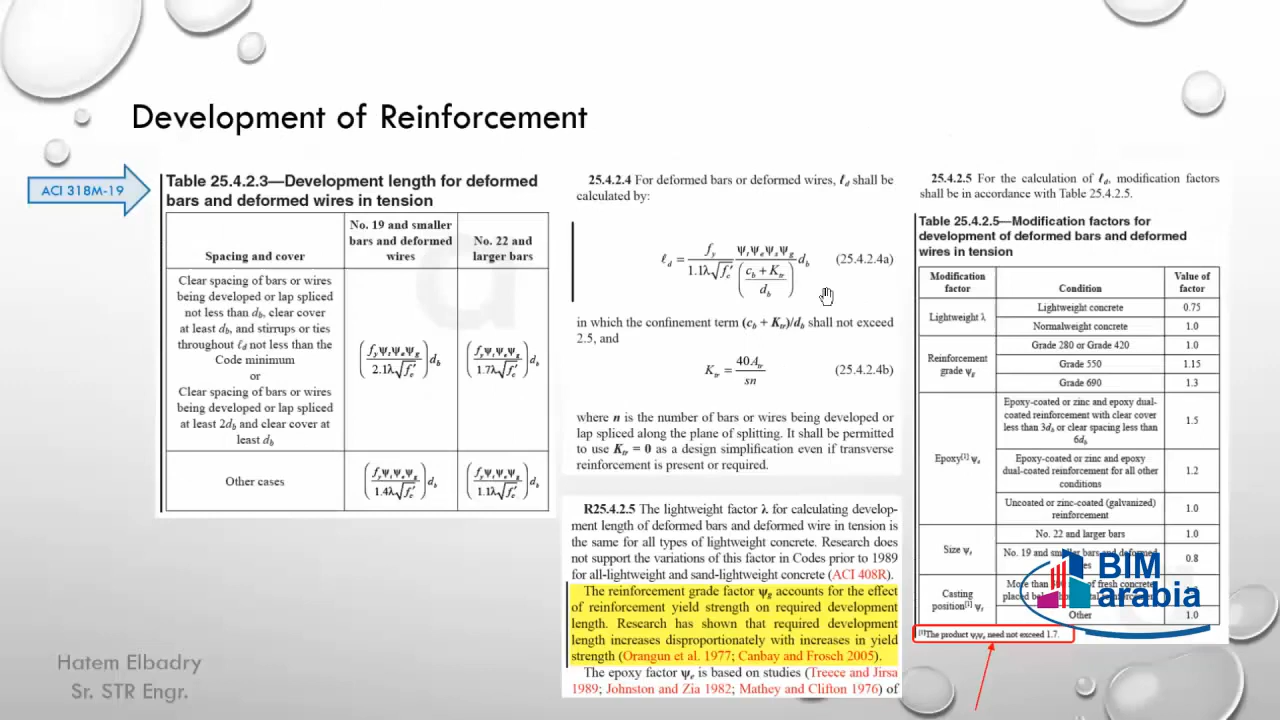 Development of Reinforcement
ACI 318M-19
Table 25.4.2.3—Development length for deformed
bars and deformed wires in tension
Spacing and cover
No. 19 and smaller
bars and deformed
wires
No. 22 and
larger bars
Clear spacing of bars or wires
being developed or lap spliced
not less than d_b, clear cover
at least d_b, and stirrups or ties
throughout ℓ_d not less than the
Code minimum
or
Clear spacing of bars or wires
being developed or lap spliced
at least 2d_b and clear cover at
least d_b
(f_yψ_tψ_eψ_g / 2.1λ√f_c′) d_b
(f_yψ_tψ_eψ_g / 1.7λ√f_c′) d_b
Other cases
(f_yψ_tψ_eψ_g / 1.4λ√f_c′) d_b
(f_yψ_tψ_eψ_g / 1.1λ√f_c′) d_b
25.4.2.4 For deformed bars or deformed wires, ℓ_d shall be
calculated by:
ℓ_d = f_y / 1.1λ√f_c′ ψ_tψ_eψ_sψ_g / ((c_b + K_tr) / d_b) d_b (25.4.2.4a)
in which the confinement term (c_b + K_tr)/d_b shall not exceed
2.5, and
K_tr = 40A_tr / sn (25.4.2.4b)
where n is the number of bars or wires being developed or
lap spliced along the plane of splitting. It shall be permitted
to use K_tr = 0 as a design simplification even if transverse
reinforcement is present or required.
R25.4.2.5 The lightweight factor λ for calculating develop-
ment length of deformed bars and deformed wire in tension is
the same for all types of lightweight concrete. Research does
not support the variations of this factor in Codes prior to 1989
for all-lightweight and sand-lightweight concrete (ACI 408R).
The reinforcement grade factor ψ_g accounts for the effect
of reinforcement yield strength on required development
length. Research has shown that required development
length increases disproportionately with increases in yield
strength (Orangun et al. 1977; Canbay and Frosch 2005).
The epoxy factor ψ_e is based on studies (Treece and Jirsa
1989; Johnston and Zia 1982; Mathey and Clifton 1976) of
25.4.2.5 For the calculation of ℓ_d, modification factors
shall be in accordance with Table 25.4.2.5.
Table 25.4.2.5—Modification factors for
development of deformed bars and deformed
wires in tension
Modification
factor
Condition
Value of
factor
Lightweight λ
Lightweight concrete 0.75
Normalweight concrete 1.0
Reinforcement
grade ψ_g
Grade 280 or Grade 420 1.0
Grade 550 1.15
Grade 690 1.3
Epoxy[1] ψ_e
Epoxy-coated or zinc and epoxy dual-
coated reinforcement with clear cover
less than 3d_b or clear spacing less than
6d_b
1.5
Epoxy-coated or zinc and epoxy
dual-coated reinforcement for all other
conditions
1.2
Uncoated or zinc-coated (galvanized)
reinforcement
1.0
Size ψ_s
No. 22 and larger bars 1.0
No. 19 and smaller bars and deformed
0.8
Casting
position[1] ψ_t
More than of fresh concrete
placed
Other 1.0
[1]The product ψ_tψ_e need not exceed 1.7.
BIM
arabia
Hatem Elbadry
Sr. STR Engr.